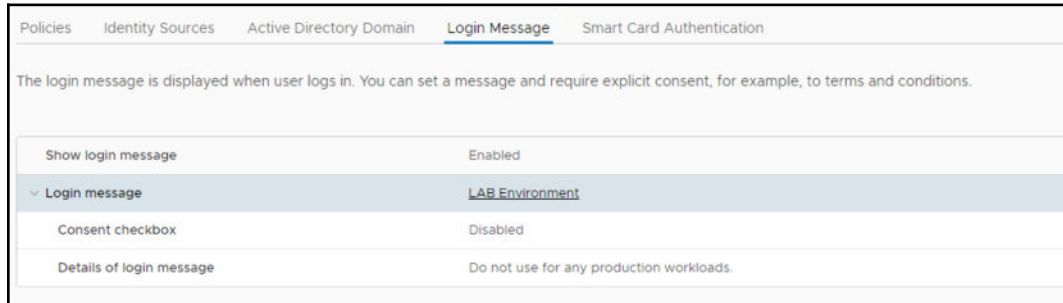 Policies Identity Sources Active Directory Domain Login Message Smart Card Authentication
The login message is displayed when user logs in. You can set a message and require explicit consent, for example, to terms and conditions.
Show login message Enabled
Login message LAB Environment
Consent checkbox Disabled
Details of login message Do not use for any production workloads.